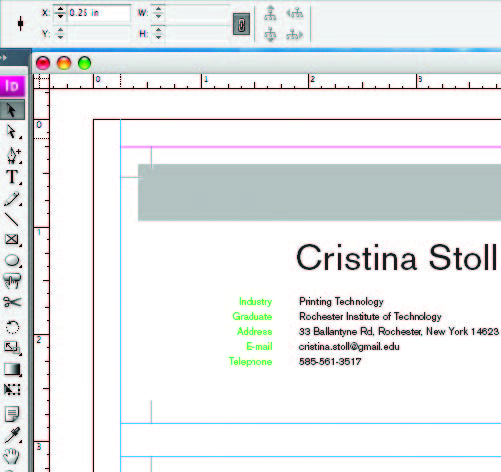 X: 0.25 in W:
Y: H:
ID
0 1 2 3
0
1
2
3
T
Cristina Stoll
Industry Printing Technology
Graduate Rochester Institute of Technology
Address 33 Ballantyne Rd, Rochester, New York 14623
E-mail cristina.stoll@gmail.edu
Telephone 585-561-3517